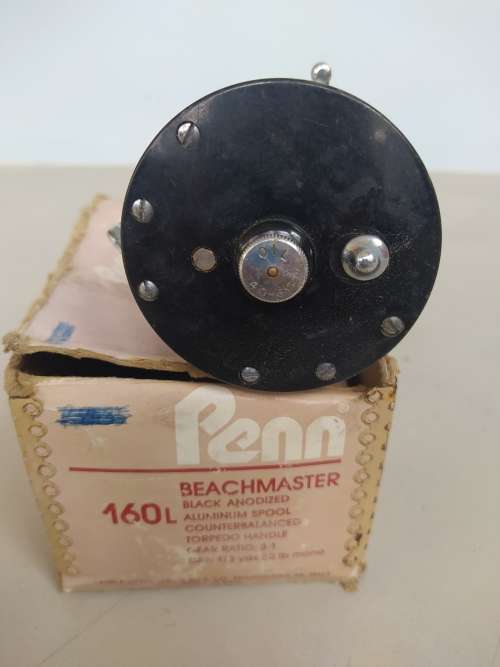 OIL
Penn®
BEACHMASTER
160L
BLACK ANODIZED
ALUMINUM SPOOL
COUNTERBALANCED
TORPEDO HANDLE
GEAR RATIO: 3-1